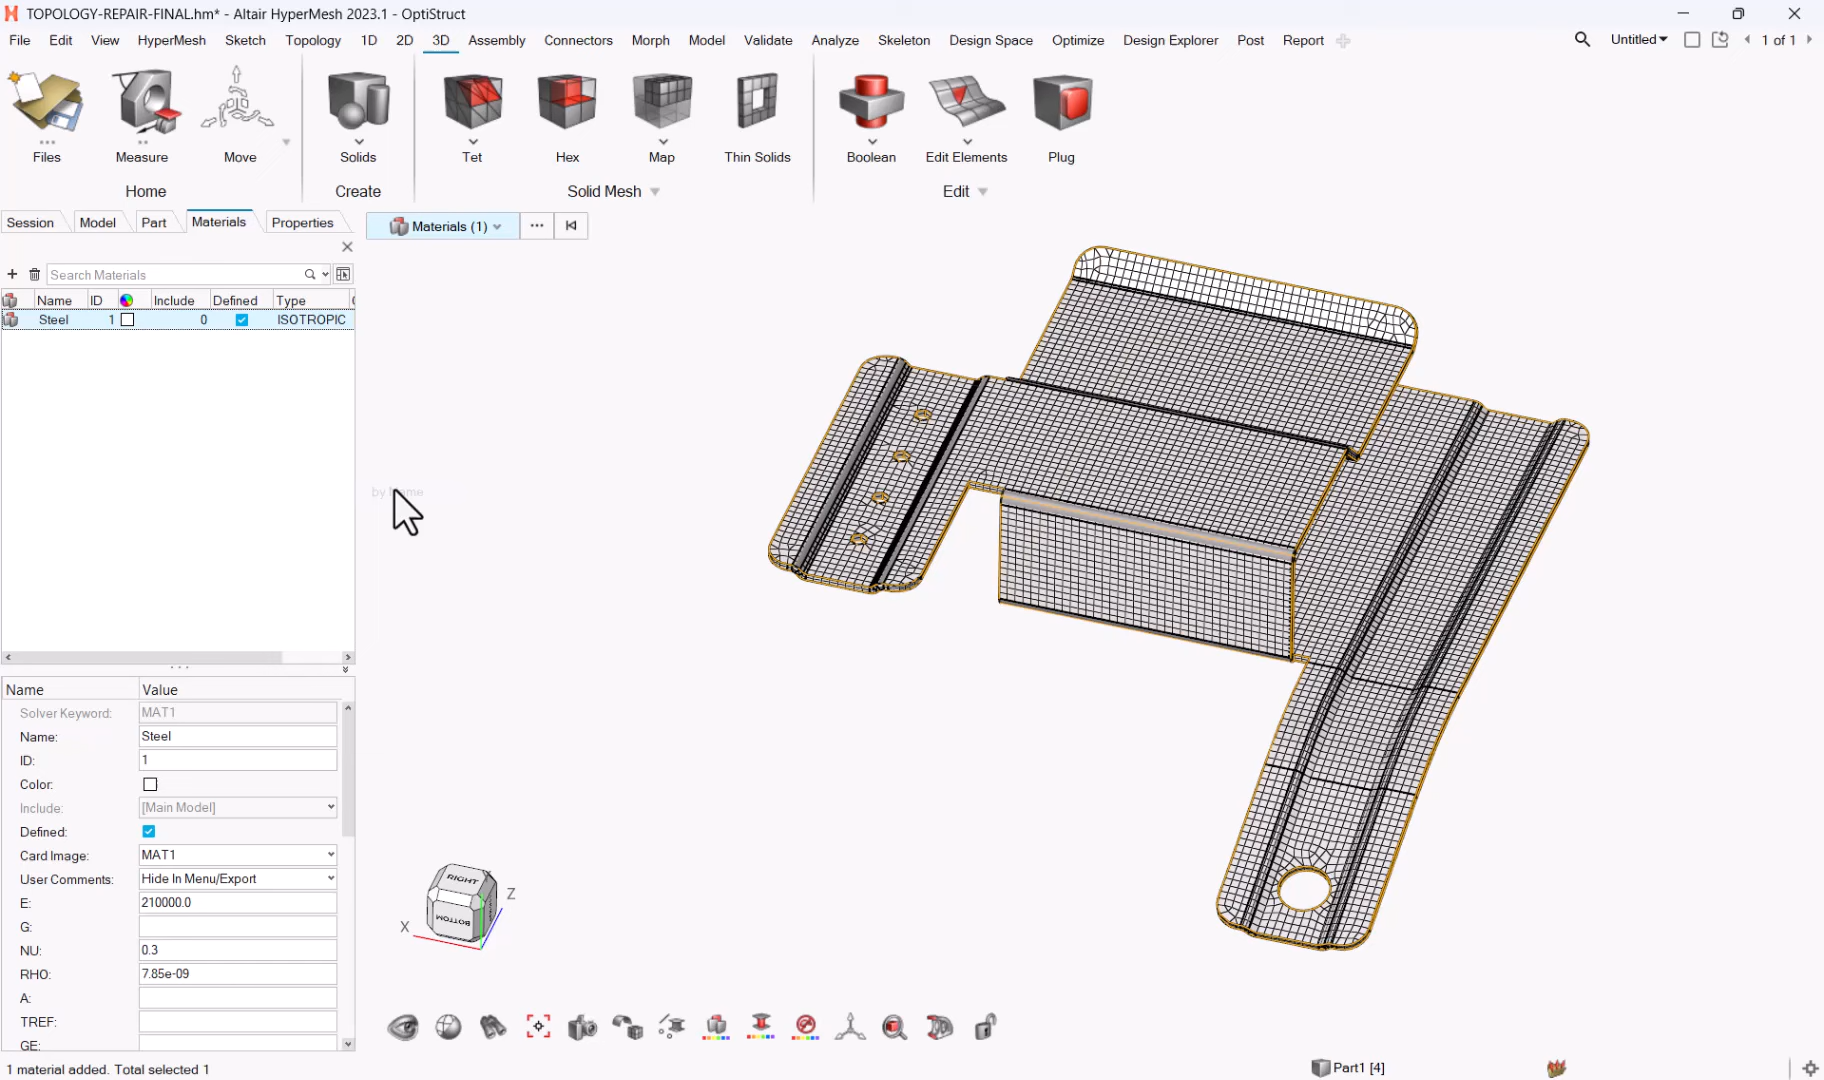 TOPOLOGY-REPAIR-FINAL.hm* - Altair HyperMesh 2023.1 - OptiStruct
File Edit View HyperMesh Sketch Topology 1D 2D 3D Assembly Connectors Morph Model Validate Analyze Skeleton Design Space Optimize Design Explorer Post Report Untitled 1 of 1
Files Measure Move Solids Tet Hex Map Thin Solids Boolean Edit Elements Plug
Home Create Solid Mesh Edit
Session Model Part Materials Properties
Materials (1)
Search Materials
Name ID Include Defined Type
Steel 1 0 ISOTROPIC
Name Value
Solver Keyword: MAT1
Name: Steel
ID: 1
Color:
Include: [Main Model]
Defined:
Card Image: MAT1
User Comments: Hide In Menu/Export
E: 210000.0
G:
NU: 0.3
RHO: 7.85e-09
A:
TREF:
GE:
RIGHT
BOTTOM
X
Z
1 material added. Total selected 1
Part1 [4]